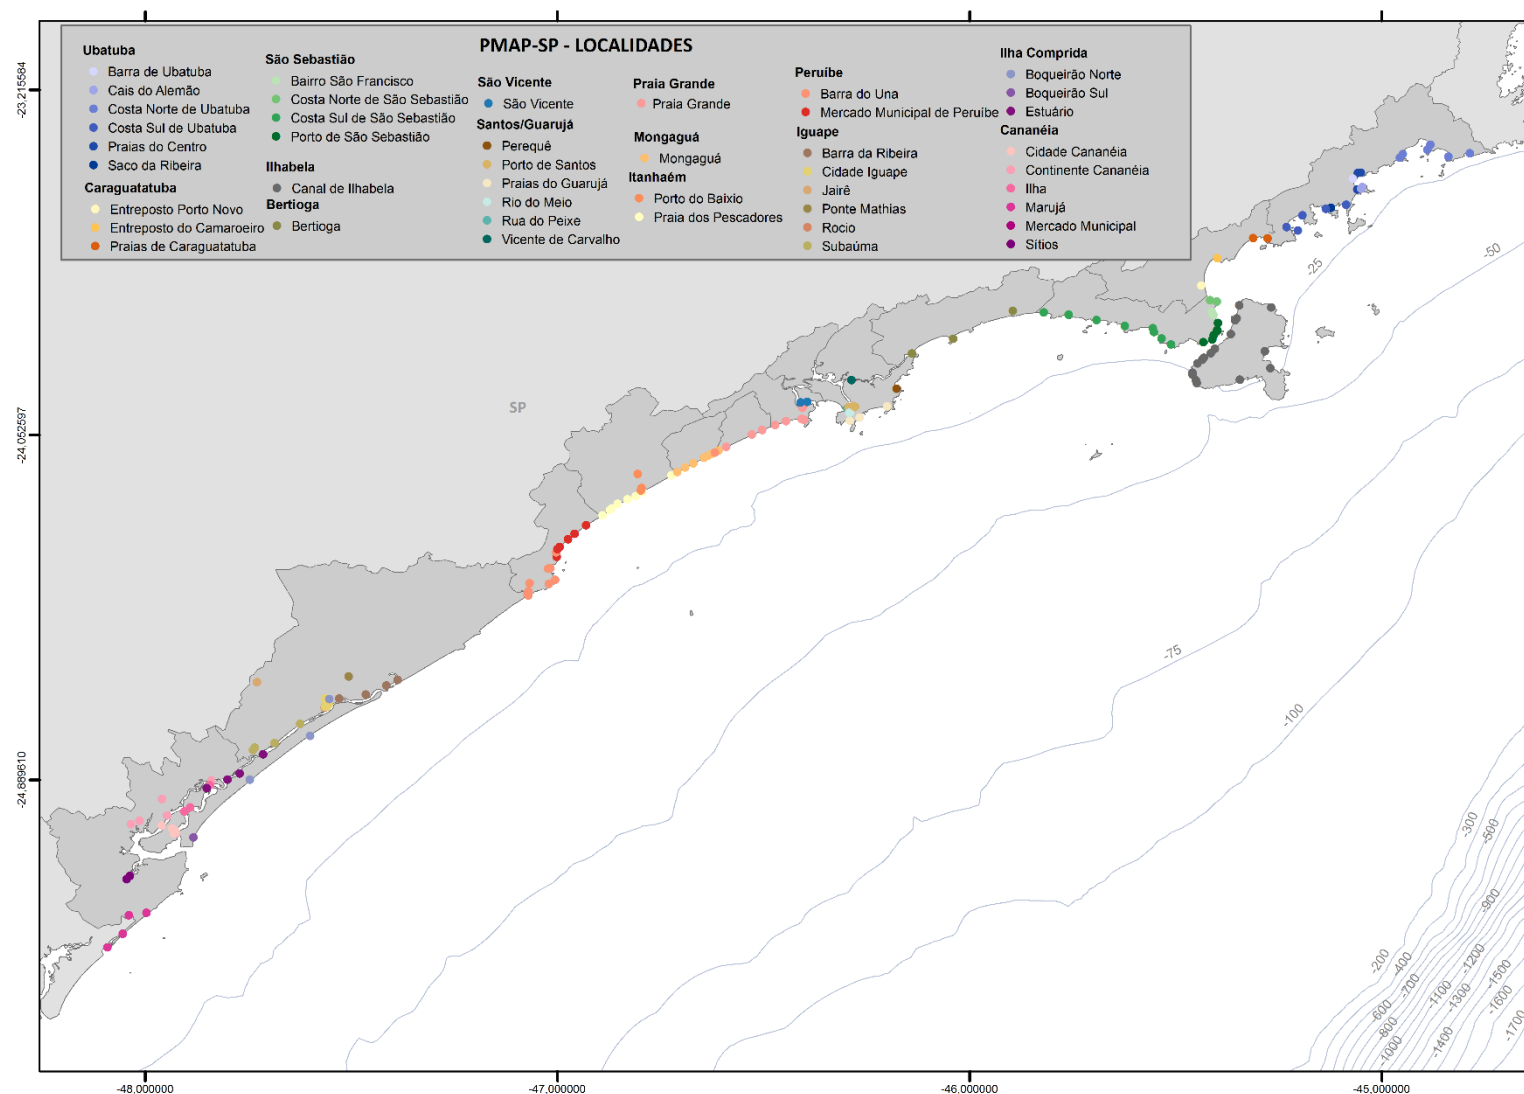 PMAP-SP - LOCALIDADES
Ubatuba
Barra de Ubatuba
Cais do Alemão
Costa Norte de Ubatuba
Costa Sul de Ubatuba
Praias do Centro
Saco da Ribeira
Caraguatatuba
Entreposto Porto Novo
Entreposto do Camaroeiro
Praias de Caraguatatuba
São Sebastião
Bairro São Francisco
Costa Norte de São Sebastião
Costa Sul de São Sebastião
Porto de São Sebastião
Ilhabela
Canal de Ilhabela
Bertioga
Bertioga
São Vicente
São Vicente
Santos/Guarujá
Perequê
Porto de Santos
Praias do Guarujá
Rio do Meio
Rua do Peixe
Vicente de Carvalho
Praia Grande
Praia Grande
Mongaguá
Mongaguá
Itanhaém
Porto do Baixio
Praia dos Pescadores
Peruíbe
Barra do Una
Mercado Municipal de Peruíbe
Iguape
Barra da Ribeira
Cidade Iguape
Jairê
Ponte Mathias
Rocio
Subaúma
Ilha Comprida
Boqueirão Norte
Boqueirão Sul
Estuário
Cananéia
Cidade Cananéia
Continente Cananéia
Ilha
Marujá
Mercado Municipal
Sítios
-23,215584
-24,052597
-24,889610
SP
-25
-50
-75
-100
-300
-500
-900
-200
-400
-1200
-700
-1500
-1100
-1300
-1600
-600
-800
-1700
-1400
-1000
-48,000000
-47,000000
-46,000000
-45,000000